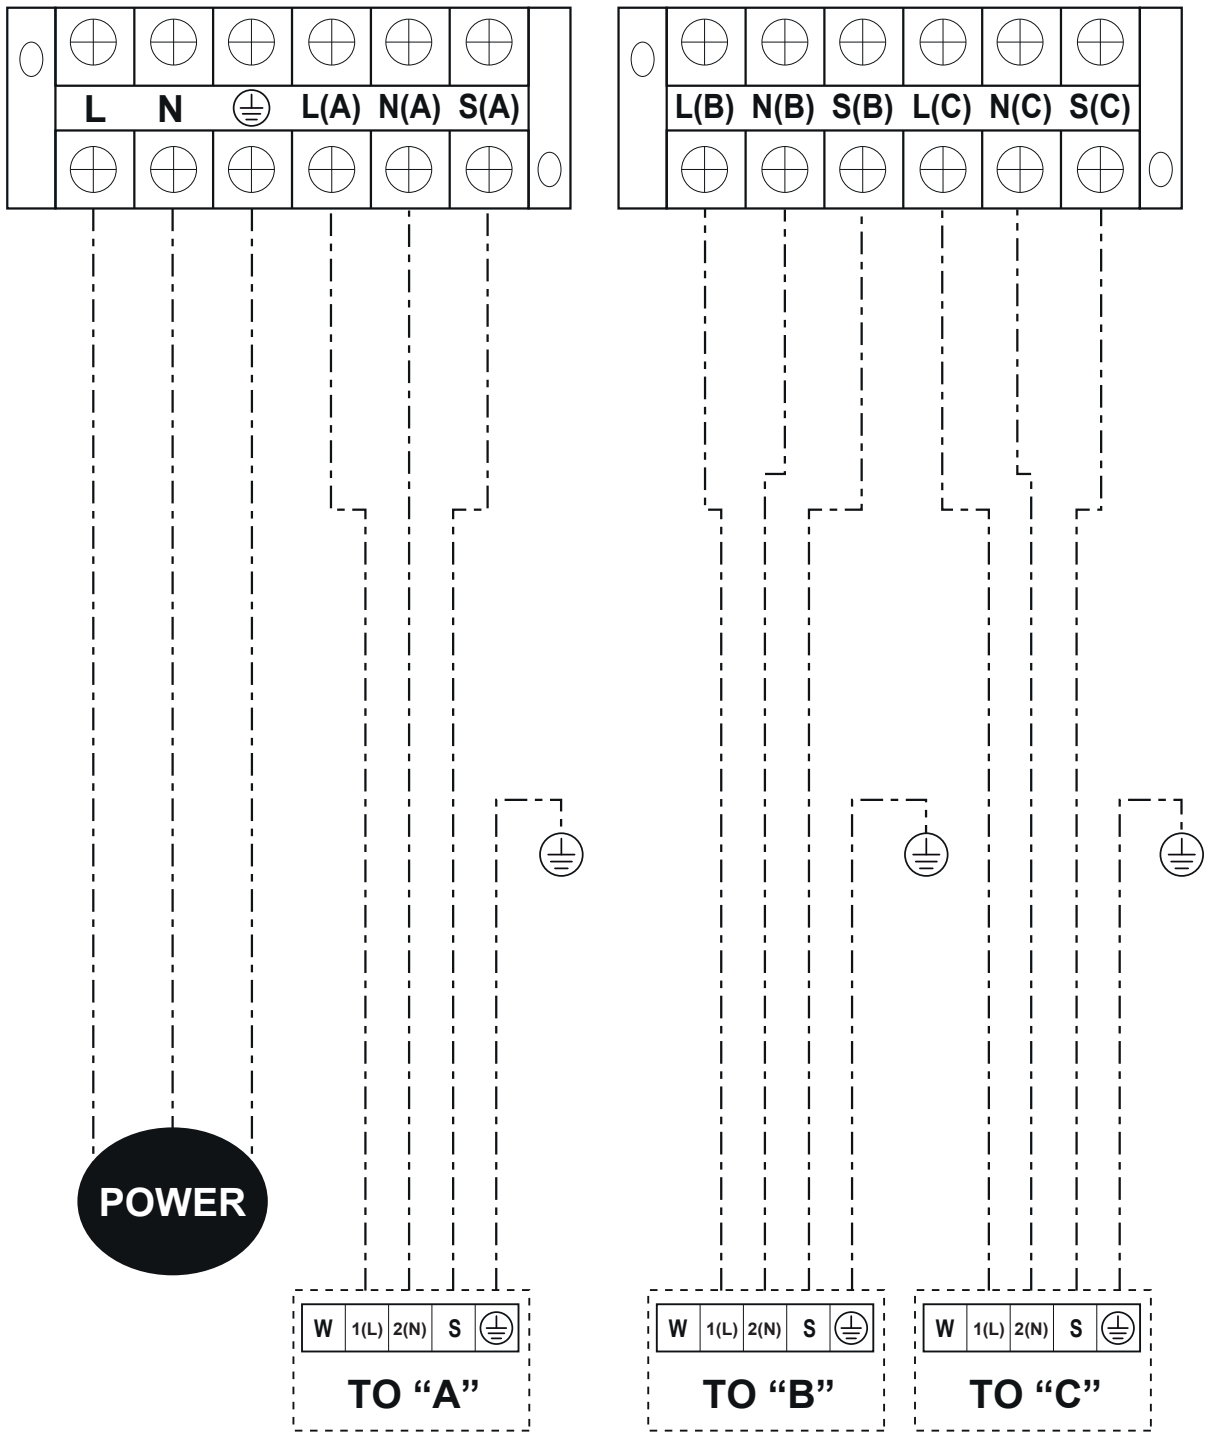 L N L(A) N(A) S(A) L(B) N(B) S(B) L(C) N(C) S(C)
POWER
W 1(L) 2(N) S W 1(L) 2(N) S W 1(L) 2(N) S
TO “A” TO “B” TO “C”